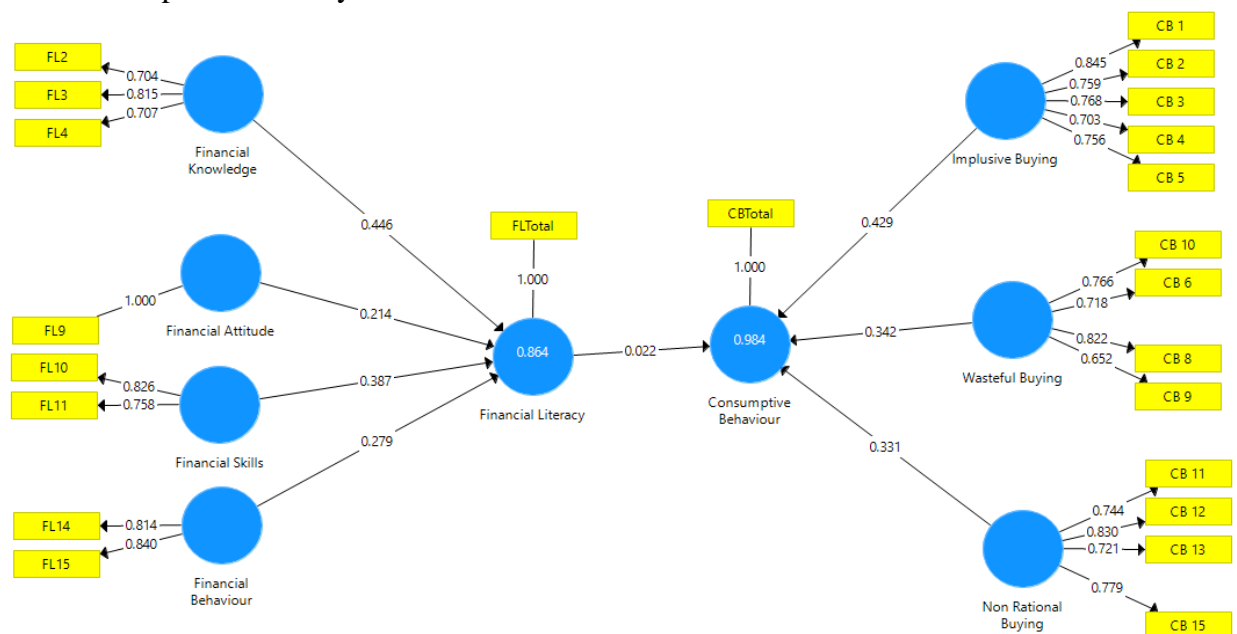 FL2
FL3
FL4
0.704
0.815
0.707
Financial
Knowledge
0.446
FL9
1.000
Financial Attitude
0.214
FL10
FL11
0.826
0.758
Financial Skills
0.387
FL14
FL15
0.814
0.840
Financial
Behaviour
0.279
FLTotal
1.000
0.864
Financial Literacy
0.022
CBTotal
1.000
0.984
Consumptive
Behaviour
Implusive Buying
0.429
0.845
0.759
0.768
0.703
0.756
CB 1
CB 2
CB 3
CB 4
CB 5
Wasteful Buying
0.342
0.766
0.718
0.822
0.652
CB 10
CB 6
CB 8
CB 9
Non Rational
Buying
0.331
0.744
0.830
0.721
0.779
CB 11
CB 12
CB 13
CB 15